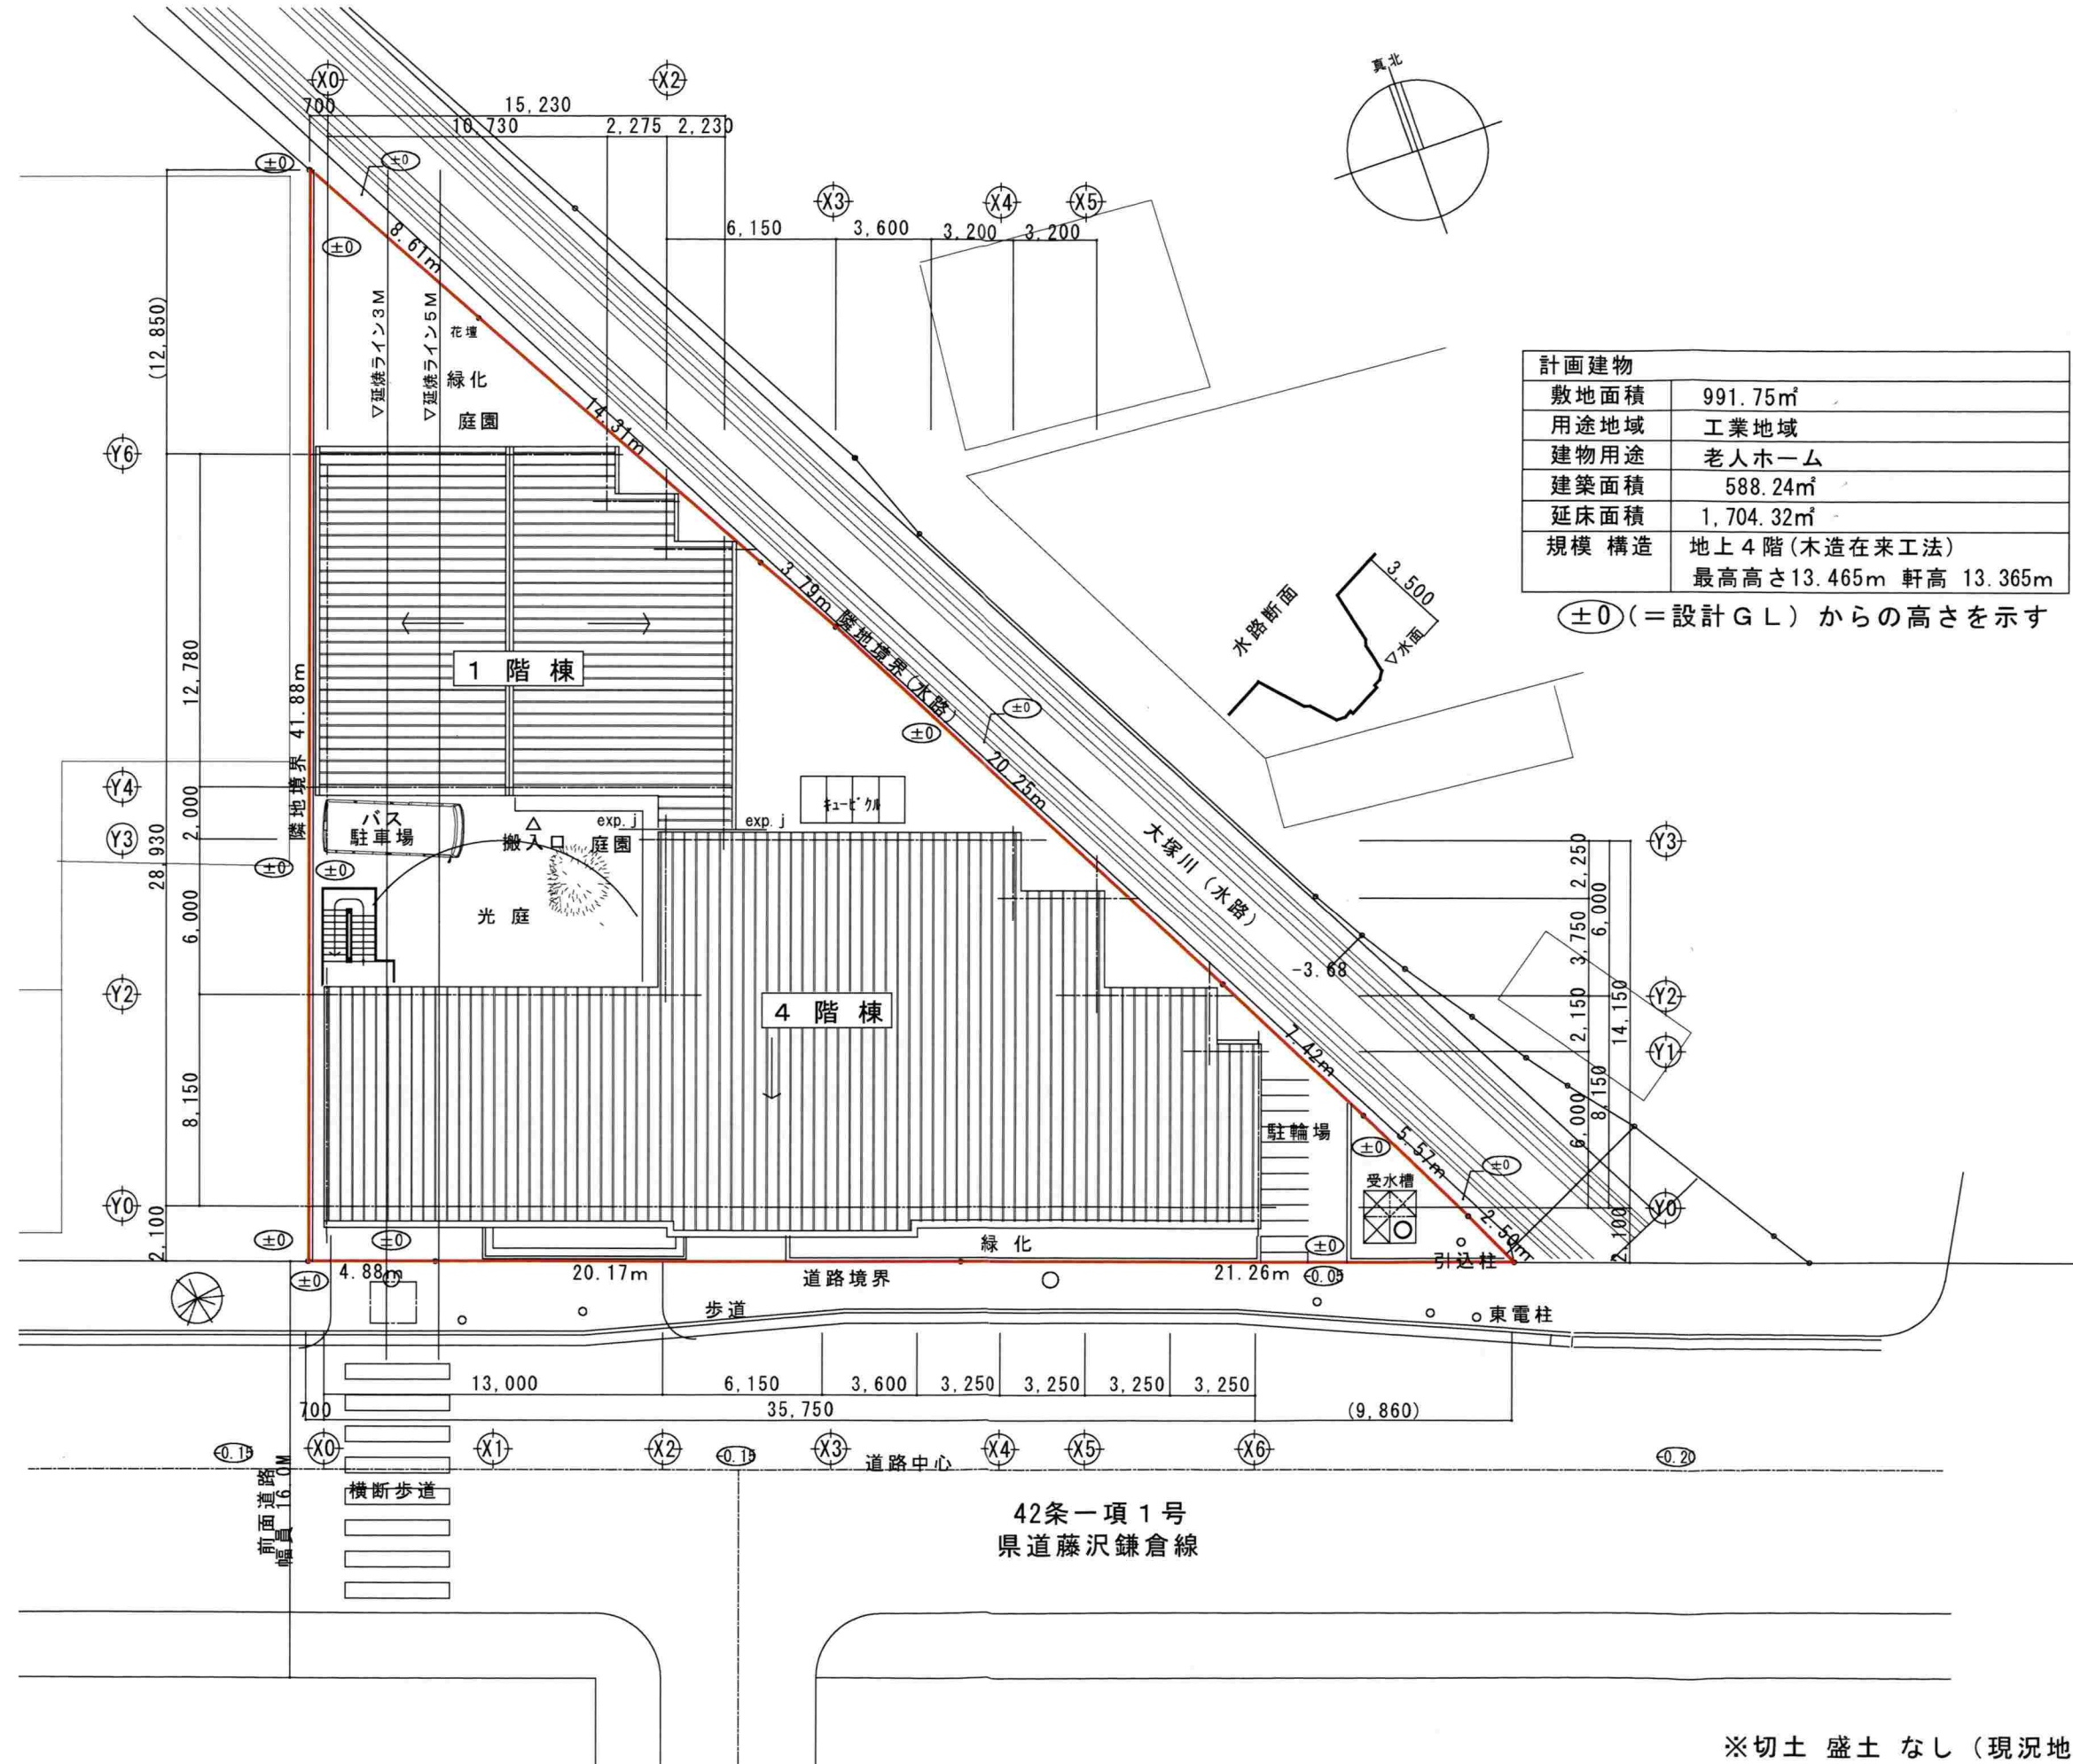 真北
X0
X2
700
15,230
10,730
2,275
2,230
±0
±0
X3
X4
X5
6,150
3,600
3,200
3,200
±0
8.61m
(12,850)
▽延焼ライン3M
▽延焼ライン5M
花壇
緑化
庭園
14.31m
計画建物
敷地面積 991.75㎡
用途地域 工業地域
建物用途 老人ホーム
建築面積 588.24㎡
延床面積 1,704.32㎡
規模 構造 地上4階(木造在来工法)
最高高さ13.465m 軒高 13.365m
±0(=設計GL) からの高さを示す
Y6
水路断面
3,500
▽水面
3.79m
隣地境界(水路)
12,780
1 階 棟
隣地境界 41.88m
±0
±0
20.25m
Y4
2,000
キュービクル
バス
駐車場
△
搬入口
exp.j
exp.j
庭園
大塚川(水路)
Y3
Y3
28,930
±0
±0
6,000
光 庭
2,250
6,000
3,750
-3.68
Y2
4 階 棟
Y2
2,150
14,150
Y1
7.42m
8,150
8,150
6,000
駐輪場
±0
5.57m
±0
受水槽
Y0
Y0
2,100
2.50m
2,100
±0
±0
緑 化
±0
引込柱
±0
4.88m
20.17m
道路境界
21.26m
-0.05
歩道
東電柱
13,000
6,150
3,600
3,250
3,250
3,250
3,250
700
35,750
(9,860)
X0
X1
X2
X3
X4
X5
X6
-0.15
-0.15
道路中心
-0.20
前面道路
幅員 16.0M
横断歩道
42条一項1号
県道藤沢鎌倉線
※切土 盛土 なし(現況地